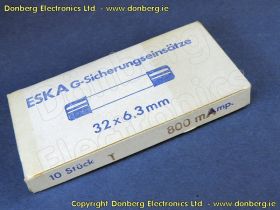 Donberg Electronics Ltd. - www.donberg.ie
ESKA G-Sicherungseinsätze
32 x 6,3 mm
10 Stück T 800 mAmp.
Copyright: Donberg Electronics Ltd. - www.donberg.ie